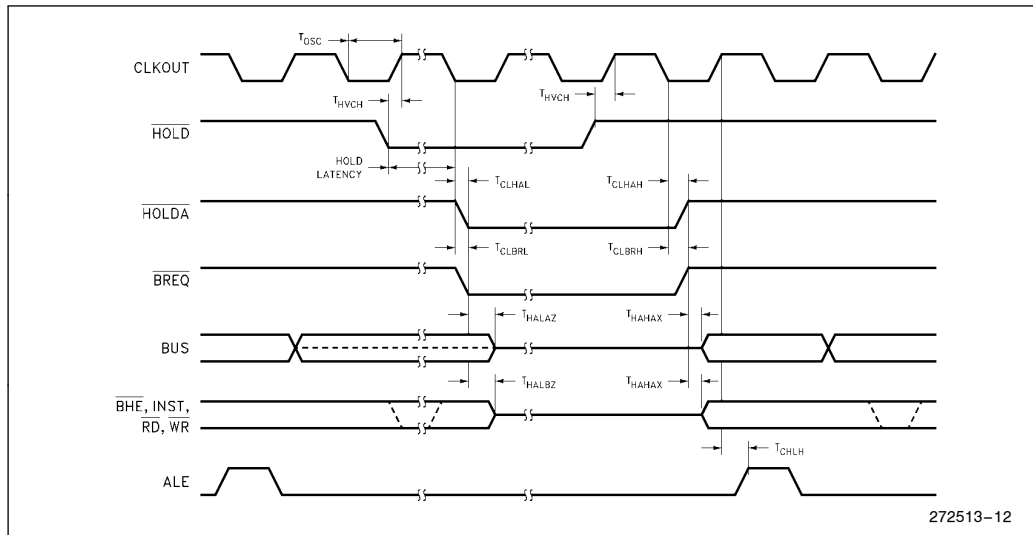 T_OSC
CLKOUT
T_HVCH
T_HVCH
HOLD
HOLD
LATENCY
T_CLHAL
T_CLHAH
HOLDA
T_CLBRL
T_CLBRH
BREQ
T_HALAZ
T_HAHAX
BUS
T_HALBZ
T_HAHAX
BHE, INST,
RD, WR
T_CHLH
ALE
272513–12